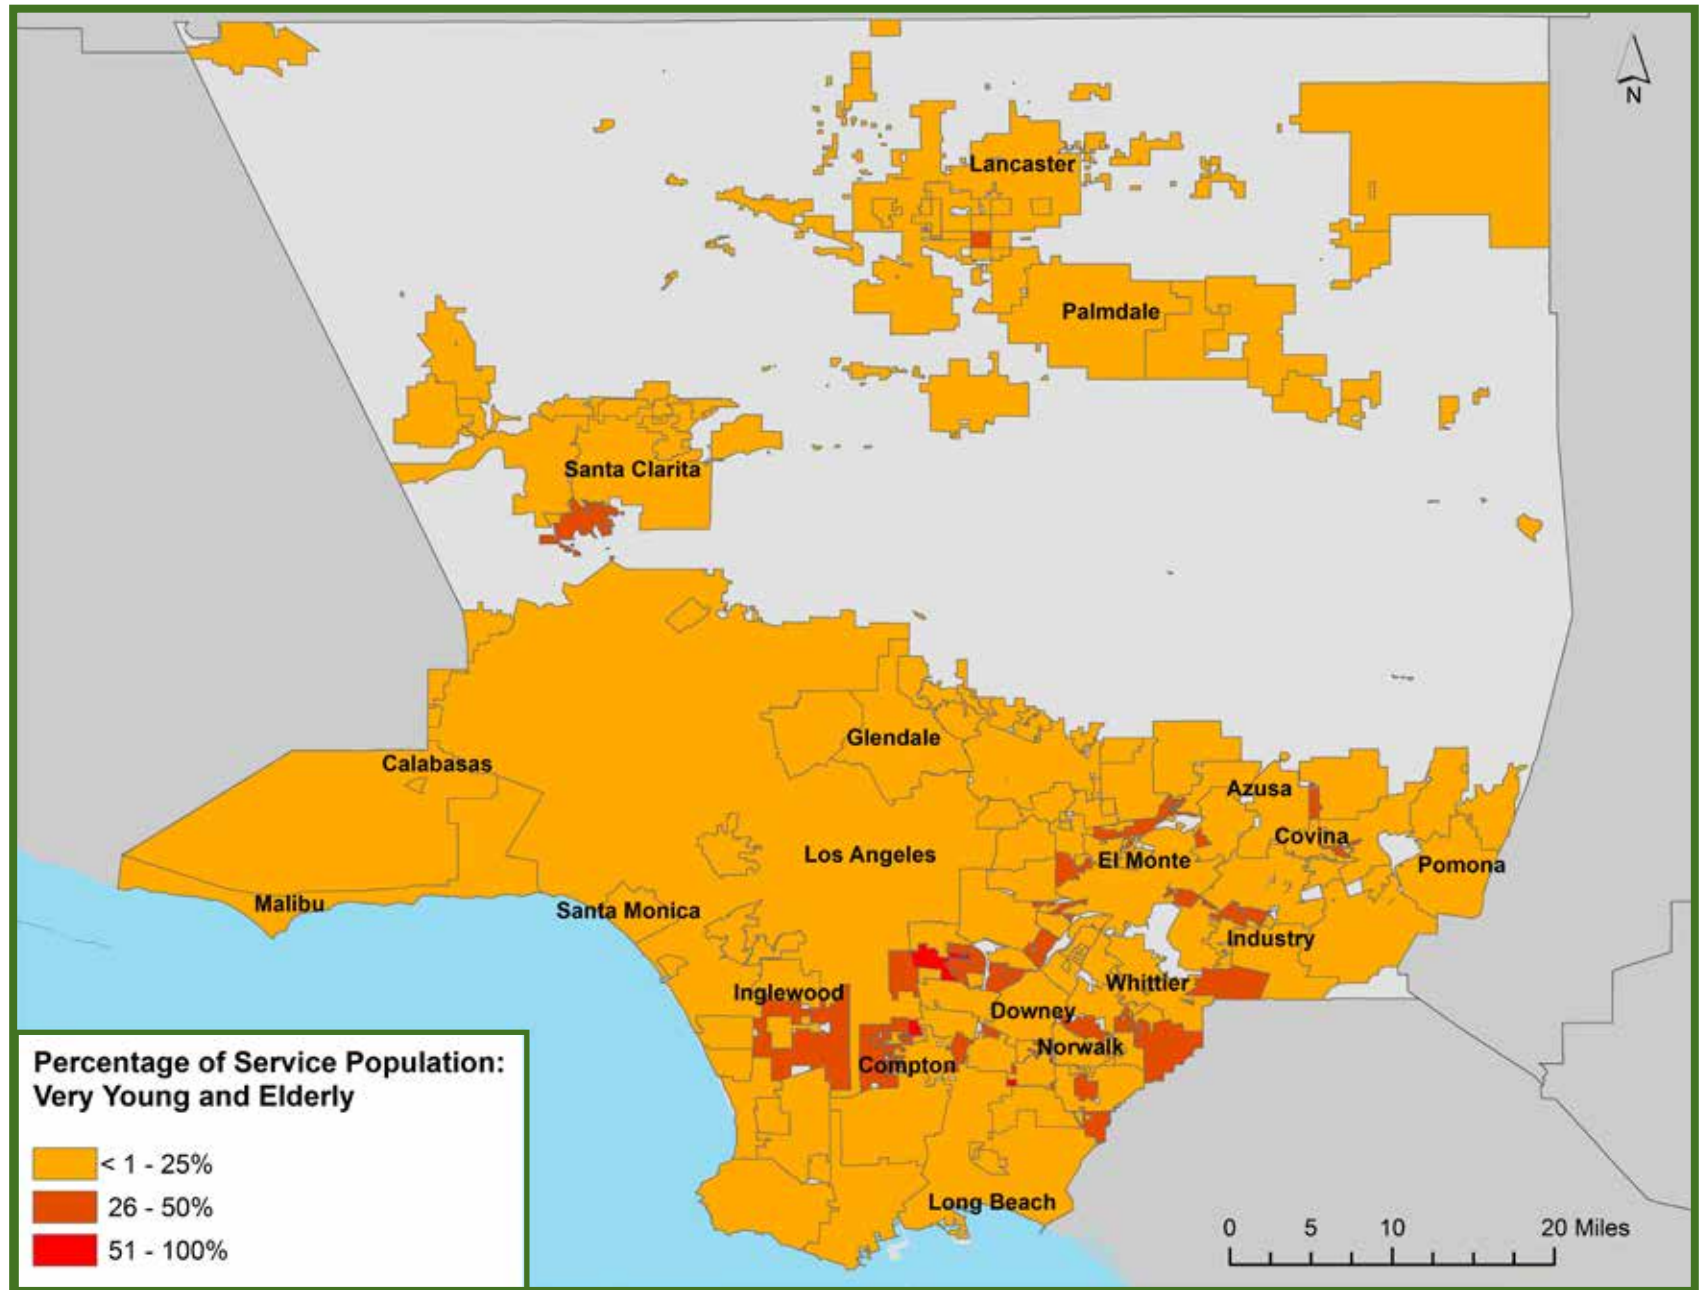 N
Lancaster
Palmdale
Santa Clarita
Glendale
Calabasas
Azusa
Covina
Los Angeles
El Monte
Pomona
Malibu
Santa Monica
Industry
Whittier
Inglewood
Downey
Norwalk
Compton
Long Beach
Percentage of Service Population:
Very Young and Elderly
< 1 - 25%
26 - 50%
51 - 100%
0 5 10 20 Miles